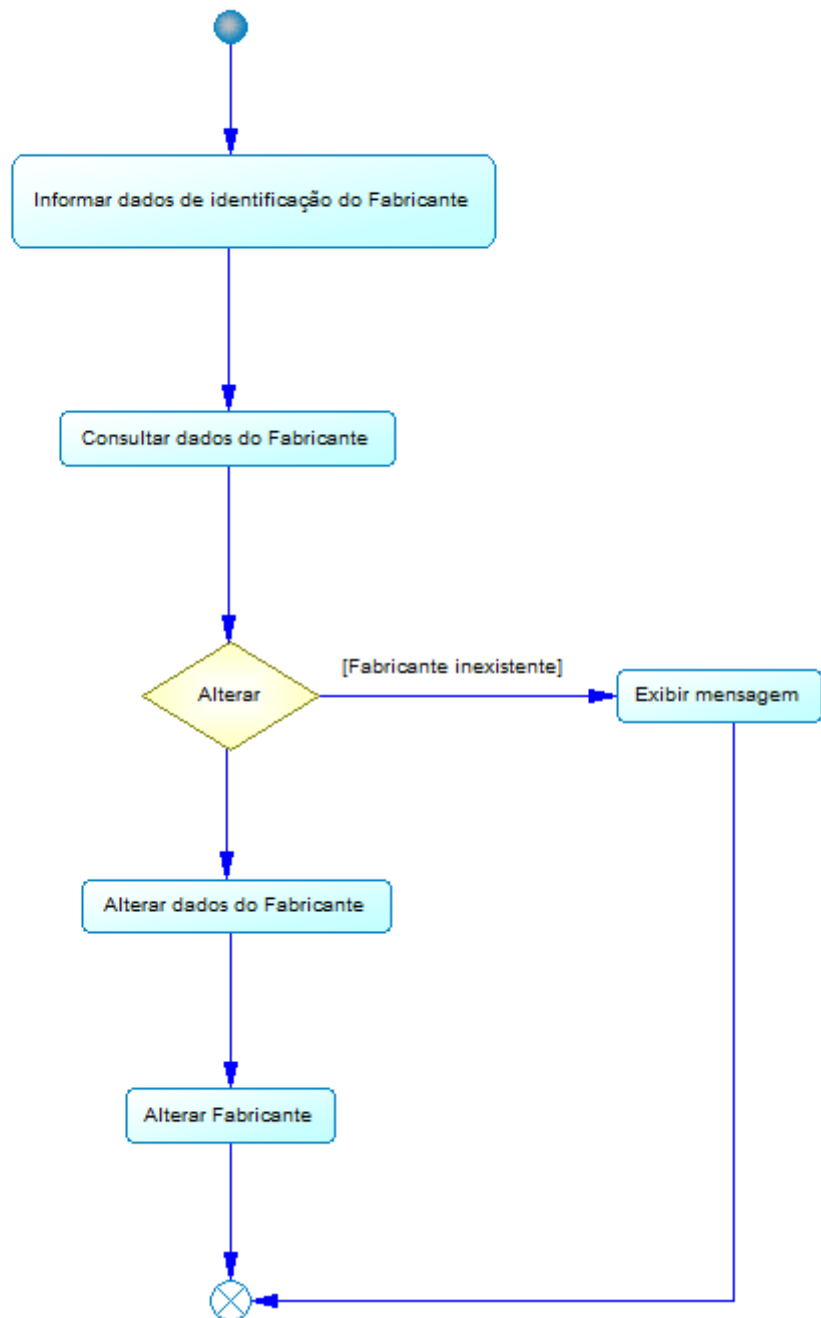 Informar dados de identificação do Fabricante
Consultar dados do Fabricante
[Fabricante inexistente]
Alterar
Exibir mensagem
Alterar dados do Fabricante
Alterar Fabricante